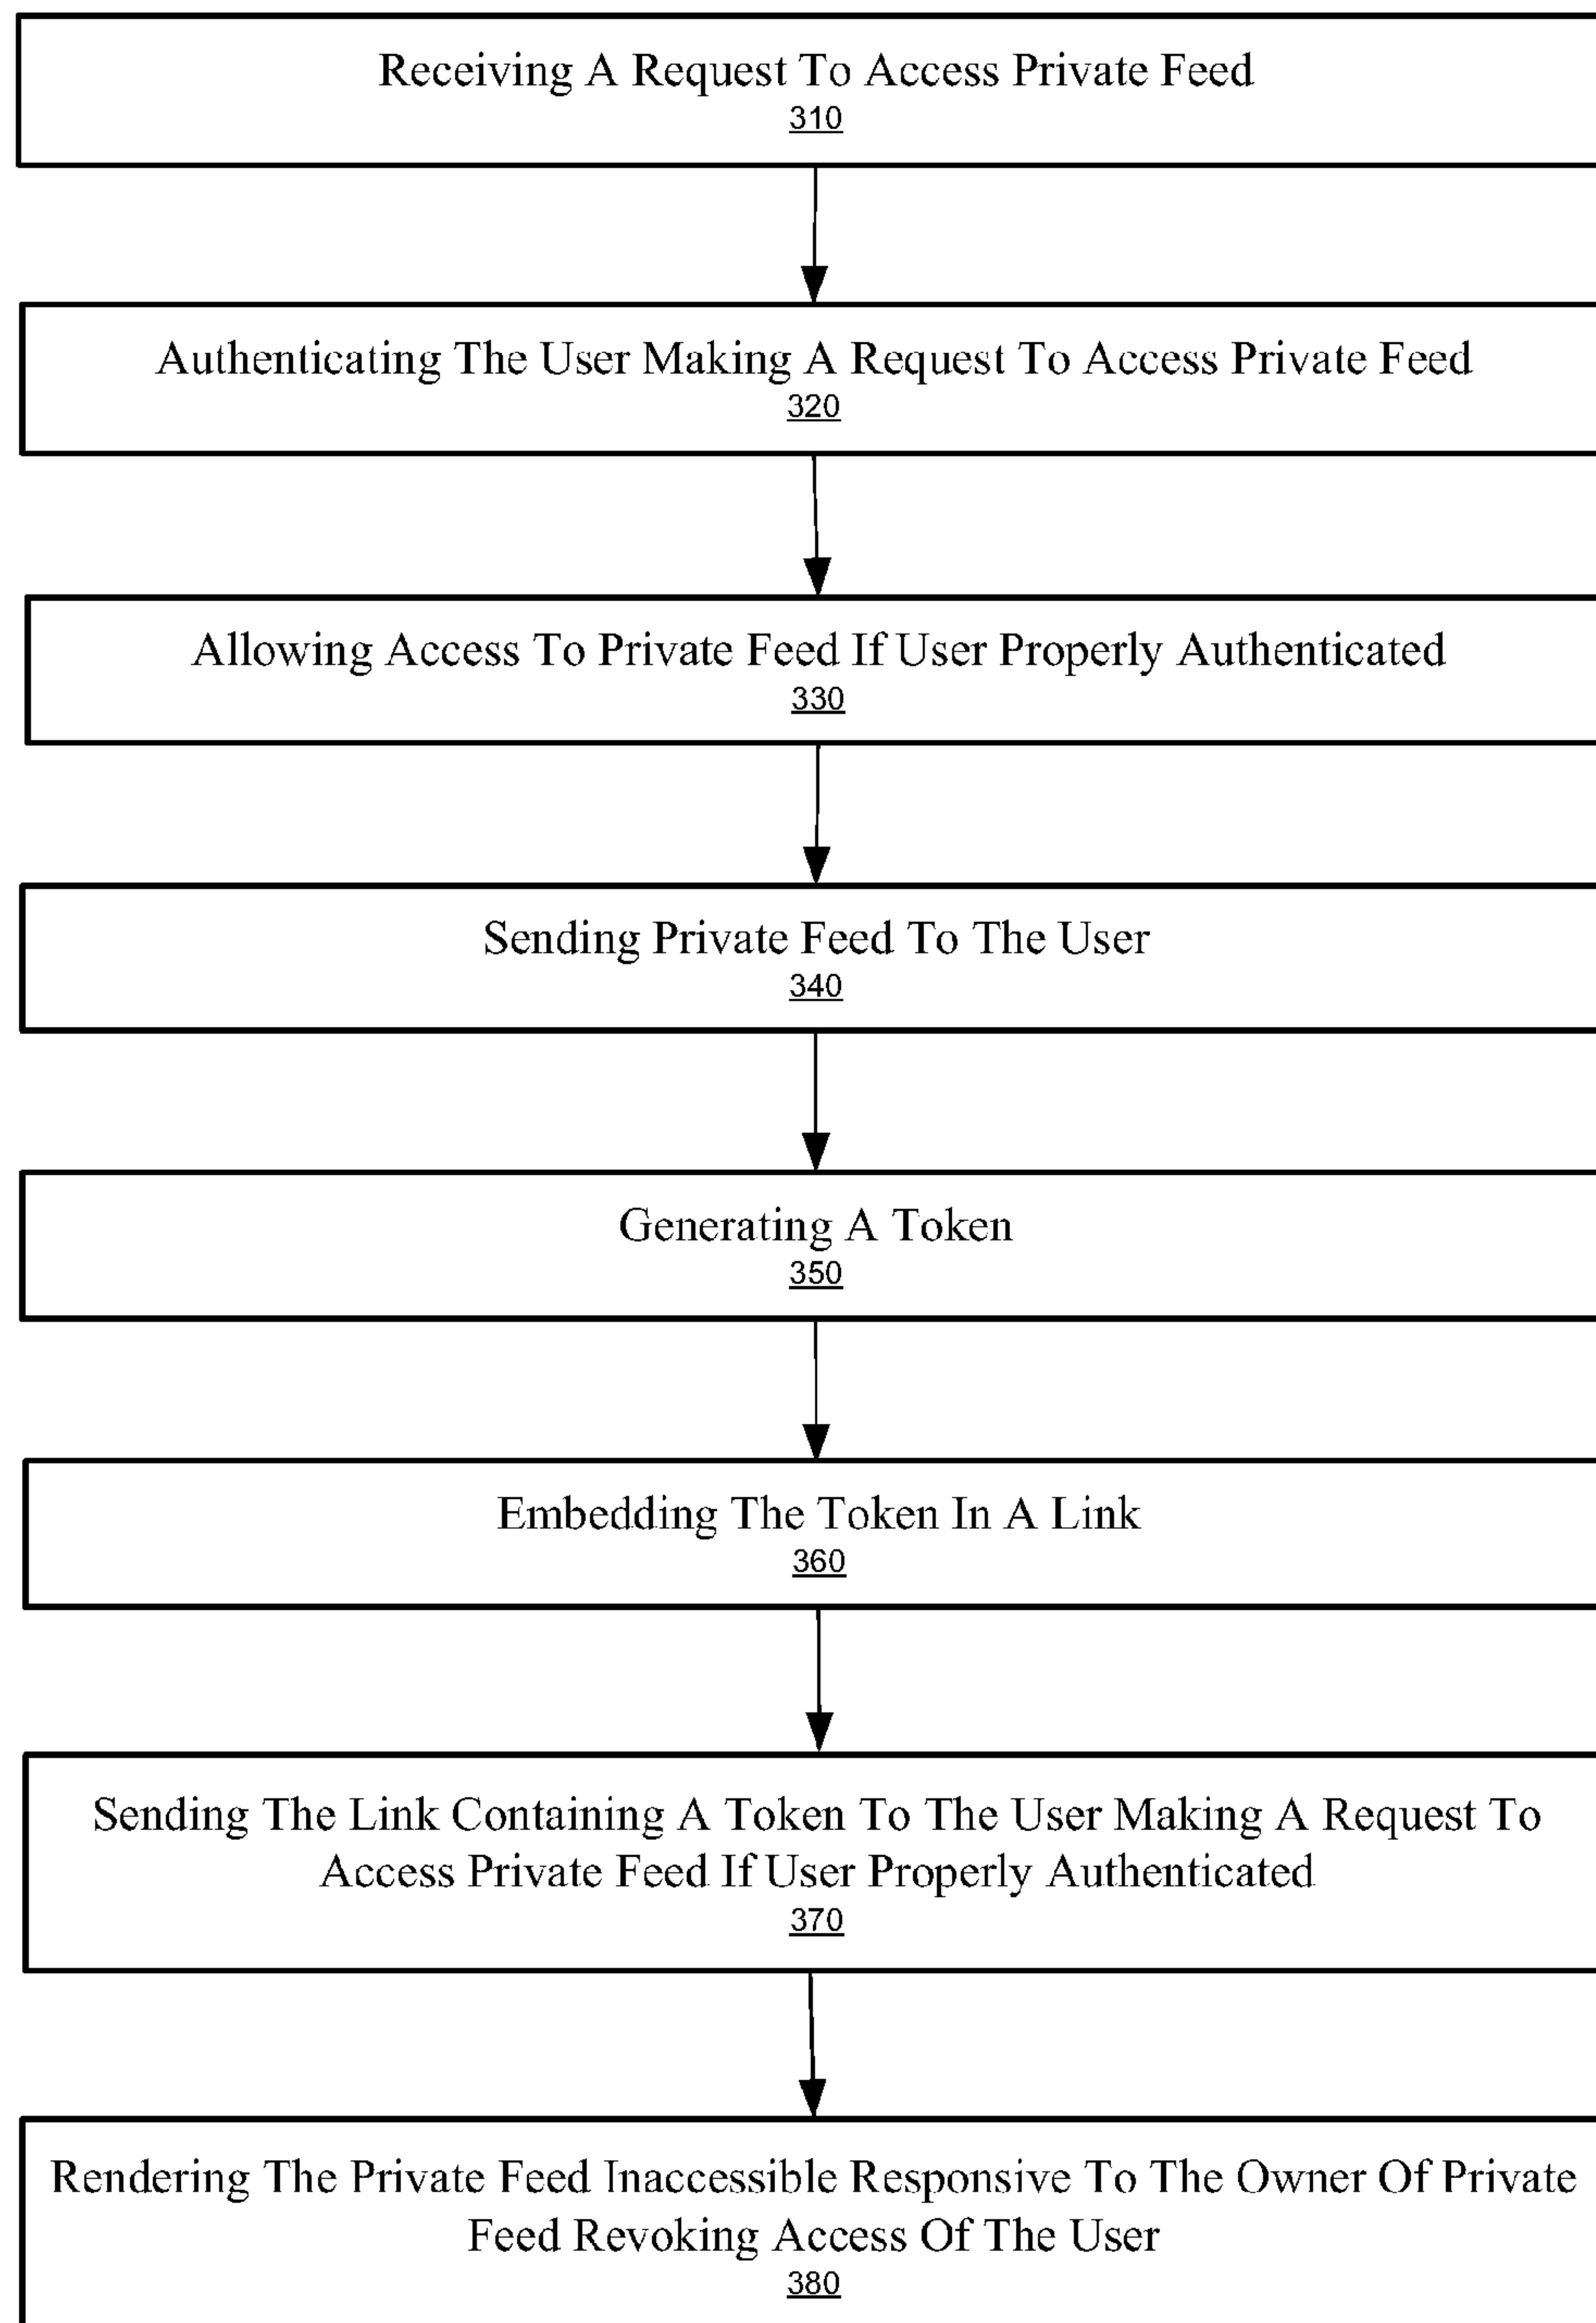 Receiving A Request To Access Private Feed
310
Authenticating The User Making A Request To Access Private Feed
320
Allowing Access To Private Feed If User Properly Authenticated
330
Sending Private Feed To The User
340
Generating A Token
350
Embedding The Token In A Link
360
Sending The Link Containing A Token To The User Making A Request To
Access Private Feed If User Properly Authenticated
370
Rendering The Private Feed Inaccessible Responsive To The Owner Of Private
Feed Revoking Access Of The User
380